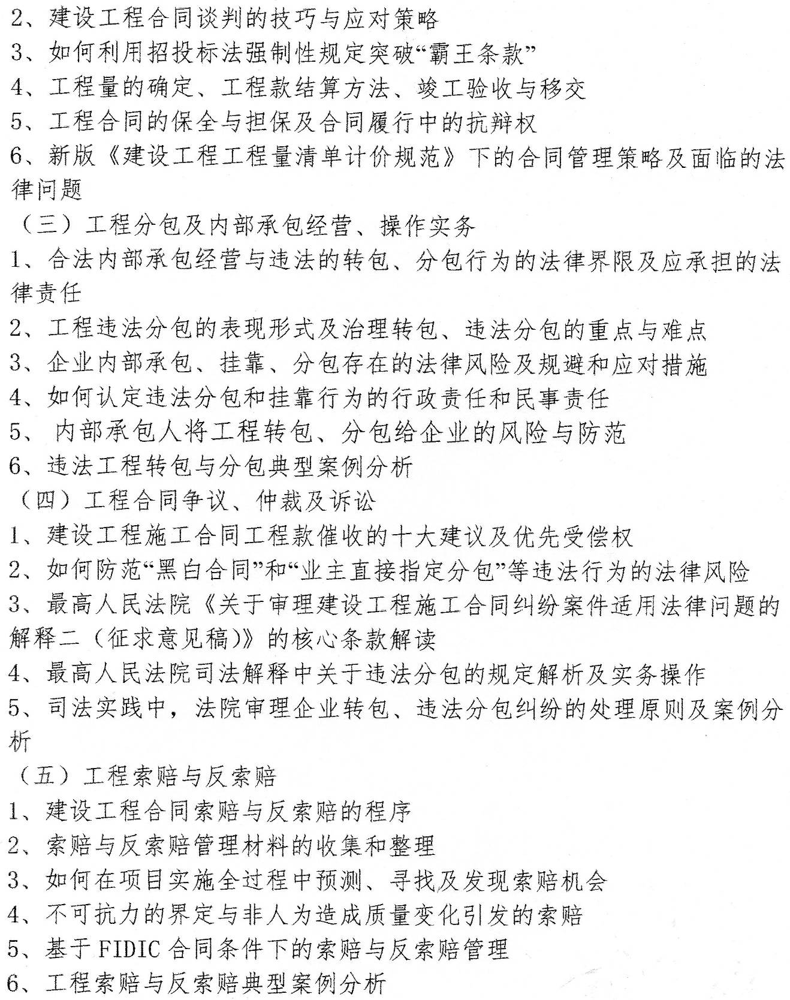 2、建设工程合同谈判的技巧与应对策略
3、如何利用招投标法强制性规定突破“霸王条款”
4、工程量的确定、工程款结算方法、竣工验收与移交
5、工程合同的保全与担保及合同履行中的抗辩权
6、新版《建设工程工程量清单计价规范》下的合同管理策略及面临的法
律问题
（三）工程分包及内部承包经营、操作实务
1、合法内部承包经营与违法的转包、分包行为的法律界限及应承担的法
律责任
2、工程违法分包的表现形式及治理转包、违法分包的重点与难点
3、企业内部承包、挂靠、分包存在的法律风险及规避和应对措施
4、如何认定违法分包和挂靠行为的行政责任和民事责任
5、 内部承包人将工程转包、分包给企业的风险与防范
6、违法工程转包与分包典型案例分析
（四）工程合同争议、仲裁及诉讼
1、建设工程施工合同工程款催收的十大建议及优先受偿权
2、如何防范“黑白合同”和“业主直接指定分包”等违法行为的法律风险
3、最高人民法院《关于审理建设工程施工合同纠纷案件适用法律问题的
解释二（征求意见稿）》的核心条款解读
4、最高人民法院司法解释中关于违法分包的规定解析及实务操作
5、司法实践中，法院审理企业转包、违法分包纠纷的处理原则及案例分
析
（五）工程索赔与反索赔
1、建设工程合同索赔与反索赔的程序
2、索赔与反索赔管理材料的收集和整理
3、如何在项目实施全过程中预测、寻找及发现索赔机会
4、不可抗力的界定与非人为造成质量变化引发的索赔
5、基于 FIDIC 合同条件下的索赔与反索赔管理
6、工程索赔与反索赔典型案例分析